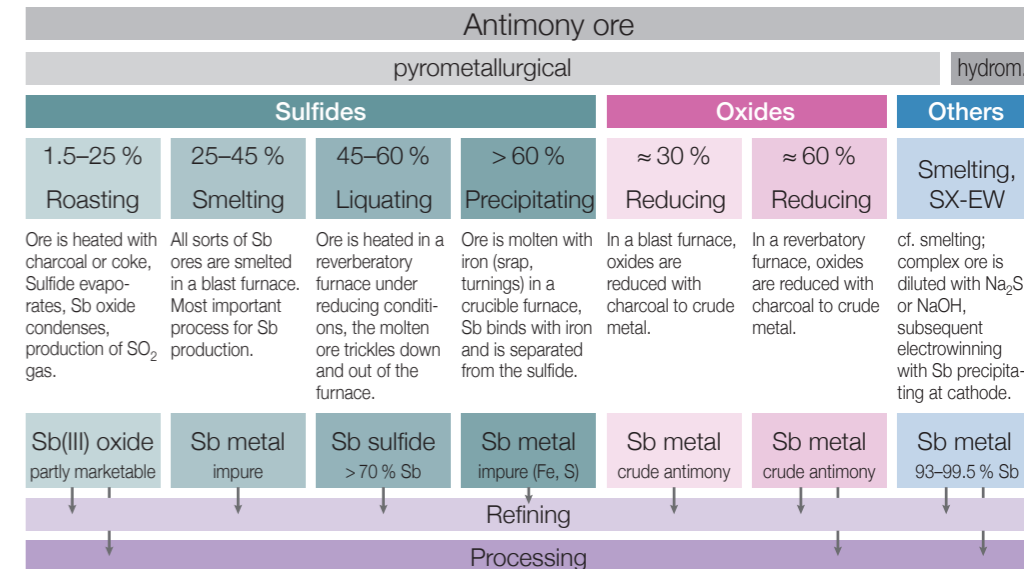 Antimony ore
pyrometallurgical
hydrom.
Sulfides
Oxides
Others
1.5–25 %
Roasting
25–45 %
Smelting
45–60 %
Liquating
> 60 %
Precipitating
≈ 30 %
Reducing
≈ 60 %
Reducing
Smelting,
SX-EW
Ore is heated with
charcoal or coke,
Sulfide evapo-
rates, Sb oxide
condenses,
production of SO₂
gas.
All sorts of Sb
ores are smelted
in a blast furnace.
Most important
process for Sb
production.
Ore is heated in a
reverberatory
furnace under
reducing conditi-
ons, the molten
ore trickles down
and out of the
furnace.
Ore is molten with
iron (srap,
turnings) in a
crucible furnace,
Sb binds with iron
and is separated
from the sulfide.
In a blast furnace,
oxides are
reduced with
charcoal to crude
metal.
In a reverbatory
furnace, oxides
are reduced with
charcoal to crude
metal.
cf. smelting;
complex ore is
diluted with Na₂S
or NaOH,
subsequent
electrowinning
with Sb precipita-
ting at cathode.
Sb(III) oxide
partly marketable
Sb metal
impure
Sb sulfide
> 70 % Sb
Sb metal
impure (Fe, S)
Sb metal
crude antimony
Sb metal
crude antimony
Sb metal
93–99.5 % Sb
Refining
Processing